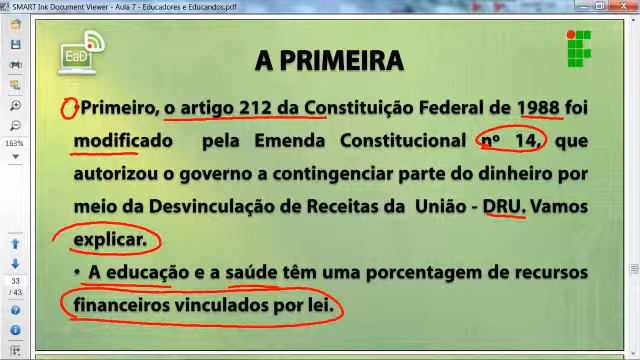 SMART Ink Document Viewer - Aula 7 - Educadores e Educandos.pdf
EaD
A PRIMEIRA
•Primeiro, o artigo 212 da Constituição Federal de 1988 foi
modificado pela Emenda Constitucional nº 14, que
autorizou o governo a contingenciar parte do dinheiro por
meio da Desvinculação de Receitas da União - DRU. Vamos
explicar.
• A educação e a saúde têm uma porcentagem de recursos
financeiros vinculados por lei.
163%
33
/ 43